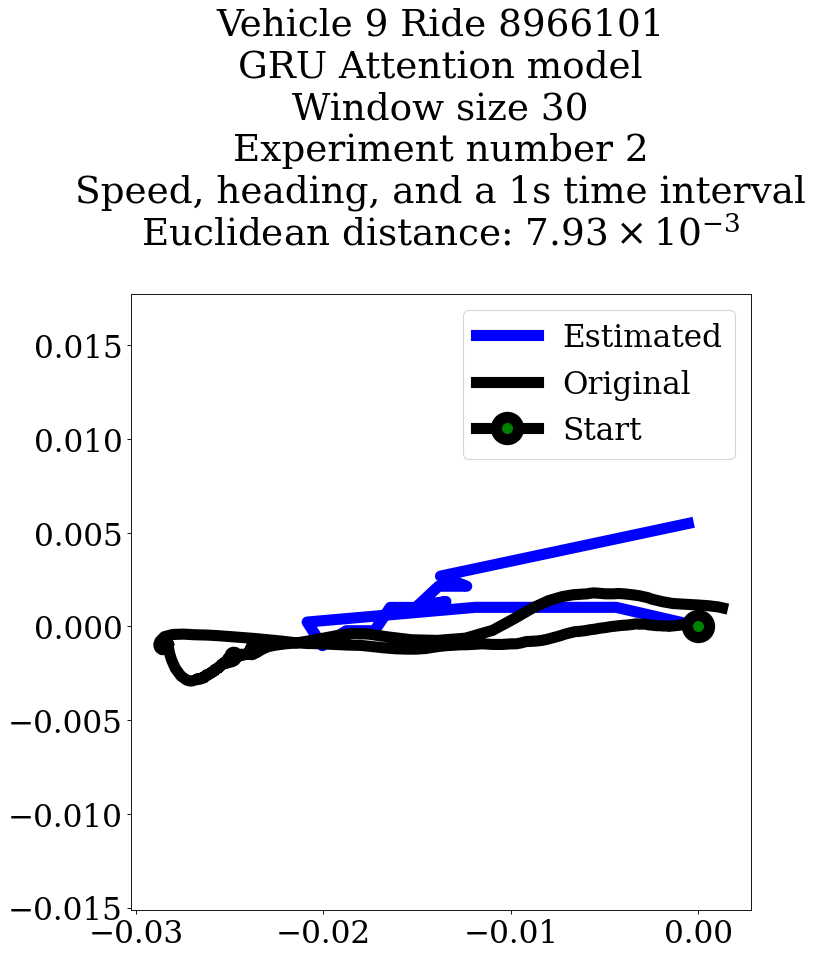 Vehicle 9 Ride 8966101
GRU Attention model
Window size 30
Experiment number 2
Speed, heading, and a 1s time interval
Euclidean distance: 7.93 × 10⁻³
Estimated
Original
Start
0.015
0.010
0.005
0.000
−0.005
−0.010
−0.015
−0.03 −0.02 −0.01 0.00